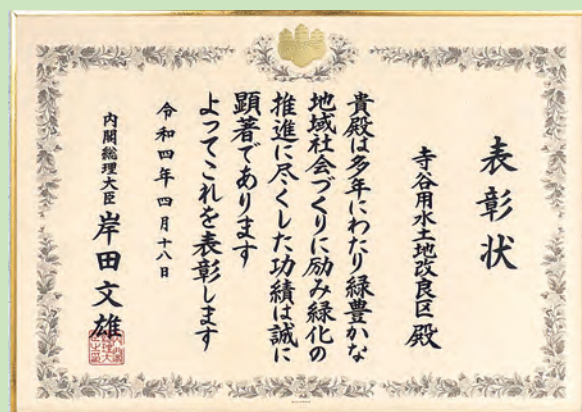 表彰状
寺谷用水土地改良区 殿
貴殿は多年にわたり緑豊かな
地域社会づくりに励み緑化の
推進に尽くした功績は誠に
顕著であります
よってこれを表彰します
令和四年四月十八日
内閣総理大臣 岸田文雄